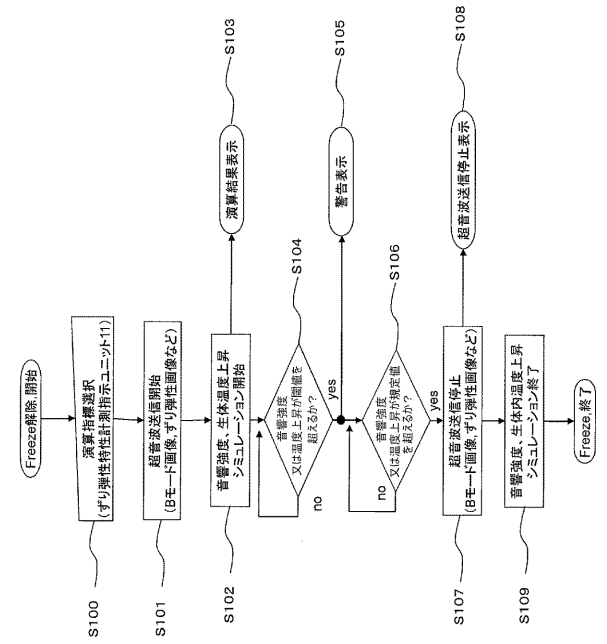 Freeze解除,開始
S100
演算指標選択
(ずり弾性特性計測指示ユニット11)
S101
超音波送信開始
(Bモード画像,ずり弾性画像など)
S102
音響強度、生体温度上昇
シミュレーション開始
演算結果表示
S103
音響強度
又は温度上昇が閾値を
超えるか?
S104
no
yes
警告表示
S105
音響強度
又は温度上昇が規定値
を超えるか?
S106
no
yes
S107
超音波送信停止
(Bモード画像,ずり弾性画像など)
超音波送信停止表示
S108
S109
音響強度、生体内温度上昇
シミュレーション終了
Freeze,終了